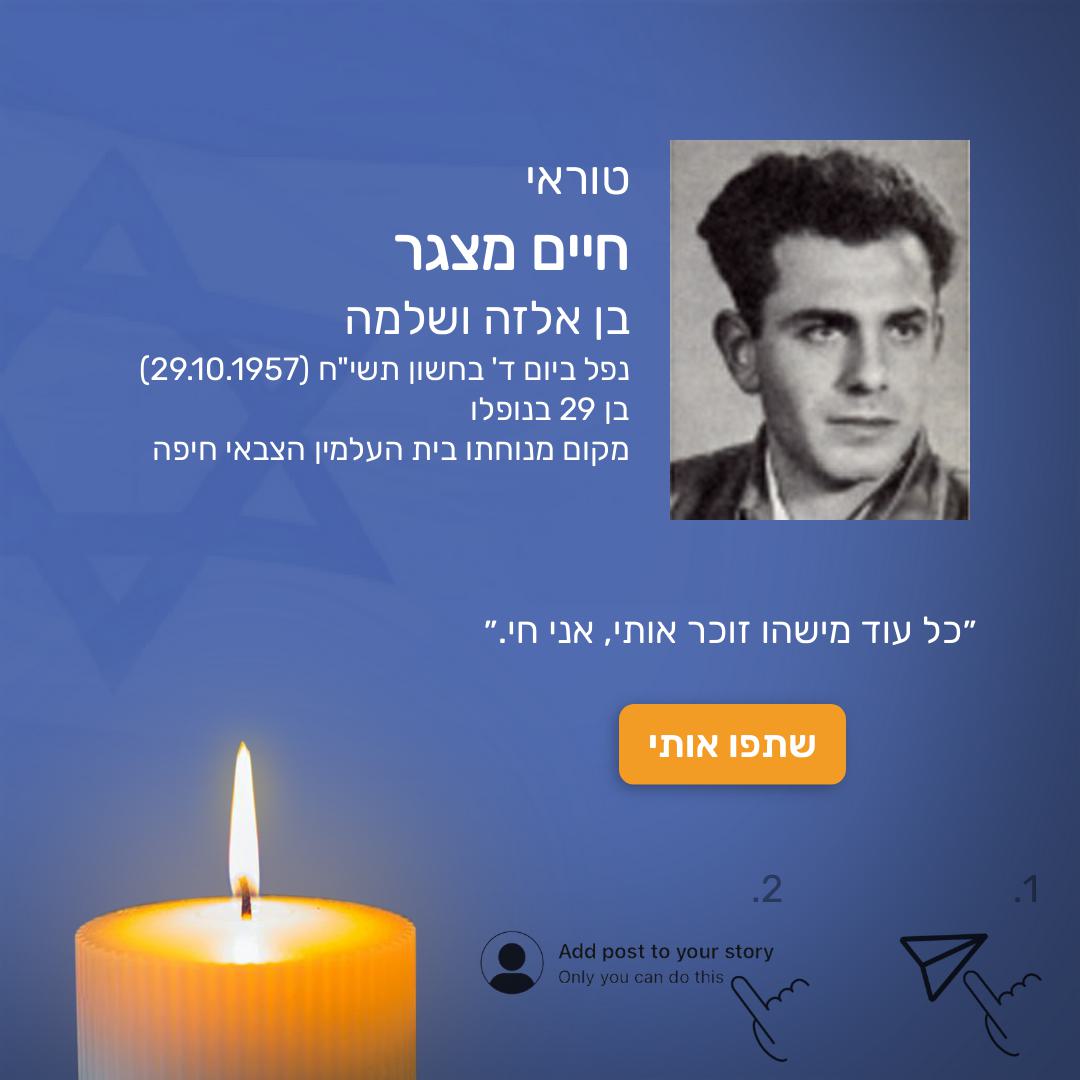 טוראי
חיים מצגר
בן אלזה ושלמה
נפל ביום ד' בחשוון תשי"ח (29.10.1957)
בן 29 בנופלו
מקום מנוחתו בית העלמין הצבאי חיפה
״כל עוד מישהו זוכר אותי, אני חי.״
שתפו אותי
1.
2.
Add post to your story
Only you can do this